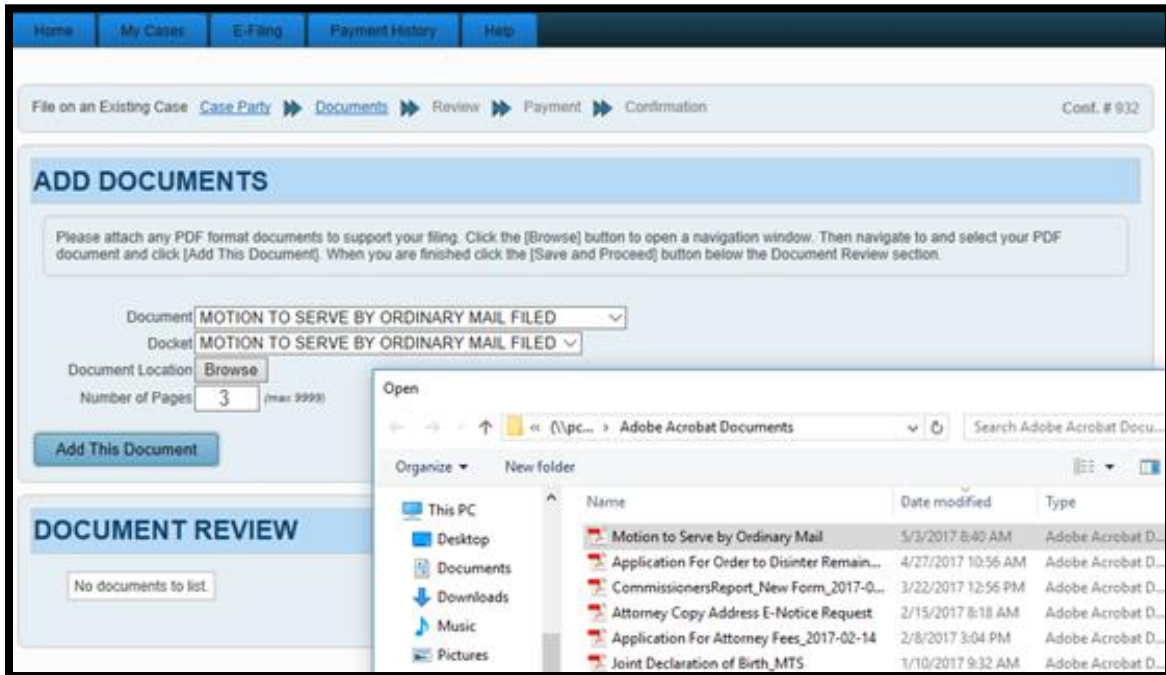 Home My Cases E-Filing Payment History Help
File on an Existing Case Case Party Documents Review Payment Confirmation Conf. # 932
ADD DOCUMENTS
Please attach any PDF format documents to support your filing. Click the [Browse] button to open a navigation window. Then navigate to and select your PDF
document and click [Add This Document]. When you are finished click the [Save and Proceed] button below the Document Review section.
Document MOTION TO SERVE BY ORDINARY MAIL FILED
Docket MOTION TO SERVE BY ORDINARY MAIL FILED
Document Location Browse
Number of Pages 3 (max 9999)
Add This Document
DOCUMENT REVIEW
No documents to list.
Open
« (\\pc... › Adobe Acrobat Documents Search Adobe Acrobat Docu...
Organize New folder
This PC
Desktop
Documents
Downloads
Music
Pictures
Name Date modified Type
Motion to Serve by Ordinary Mail 5/3/2017 8:40 AM Adobe Acrobat D...
Application For Order to Disinter Remain... 4/27/2017 10:56 AM Adobe Acrobat D...
CommissionersReport_New Form_2017-0... 3/22/2017 12:56 PM Adobe Acrobat D...
Attorney Copy Address E-Notice Request 2/15/2017 8:18 AM Adobe Acrobat D...
Application For Attorney Fees_2017-02-14 2/8/2017 3:04 PM Adobe Acrobat D...
Joint Declaration of Birth_MTS 1/10/2017 9:32 AM Adobe Acrobat D...